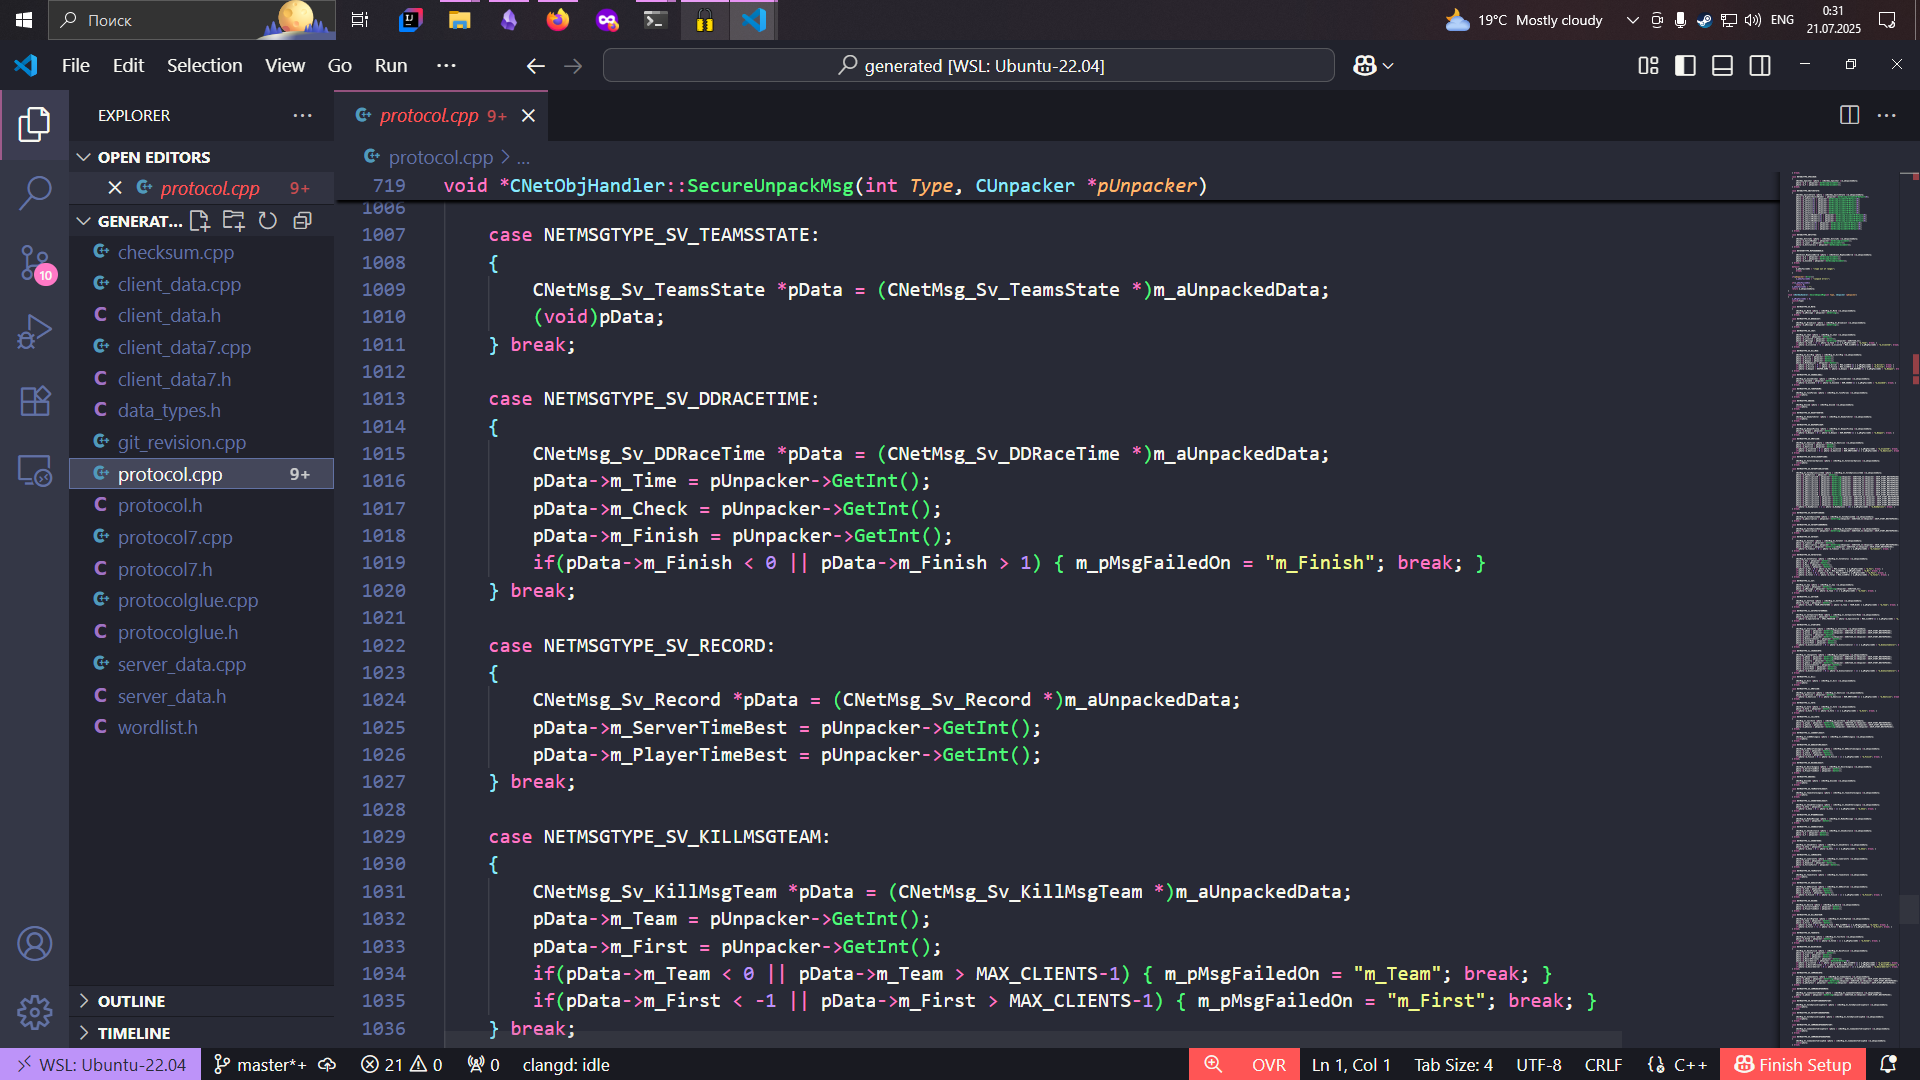 Поиск
19°C Mostly cloudy
ENG
0:31
21.07.2025
File Edit Selection View Go Run ...
generated [WSL: Ubuntu-22.04]
EXPLORER
protocol.cpp 9+
OPEN EDITORS
protocol.cpp 9+
GENERAT...
checksum.cpp
client_data.cpp
client_data.h
client_data7.cpp
client_data7.h
data_types.h
git_revision.cpp
protocol.cpp 9+
protocol.h
protocol7.cpp
protocol7.h
protocolglue.cpp
protocolglue.h
server_data.cpp
server_data.h
wordlist.h
OUTLINE
TIMELINE
10
protocol.cpp > ...
719 void *CNetObjHandler::SecureUnpackMsg(int Type, CUnpacker *pUnpacker)
1006
1007 case NETMSGTYPE_SV_TEAMSSTATE:
1008 {
1009 CNetMsg_Sv_TeamsState *pData = (CNetMsg_Sv_TeamsState *)m_aUnpackedData;
1010 (void)pData;
1011 } break;
1012
1013 case NETMSGTYPE_SV_DDRACETIME:
1014 {
1015 CNetMsg_Sv_DDRaceTime *pData = (CNetMsg_Sv_DDRaceTime *)m_aUnpackedData;
1016 pData->m_Time = pUnpacker->GetInt();
1017 pData->m_Check = pUnpacker->GetInt();
1018 pData->m_Finish = pUnpacker->GetInt();
1019 if(pData->m_Finish < 0 || pData->m_Finish > 1) { m_pMsgFailedOn = "m_Finish"; break; }
1020 } break;
1021
1022 case NETMSGTYPE_SV_RECORD:
1023 {
1024 CNetMsg_Sv_Record *pData = (CNetMsg_Sv_Record *)m_aUnpackedData;
1025 pData->m_ServerTimeBest = pUnpacker->GetInt();
1026 pData->m_PlayerTimeBest = pUnpacker->GetInt();
1027 } break;
1028
1029 case NETMSGTYPE_SV_KILLMSGTEAM:
1030 {
1031 CNetMsg_Sv_KillMsgTeam *pData = (CNetMsg_Sv_KillMsgTeam *)m_aUnpackedData;
1032 pData->m_Team = pUnpacker->GetInt();
1033 pData->m_First = pUnpacker->GetInt();
1034 if(pData->m_Team < 0 || pData->m_Team > MAX_CLIENTS-1) { m_pMsgFailedOn = "m_Team"; break; }
1035 if(pData->m_First < -1 || pData->m_First > MAX_CLIENTS-1) { m_pMsgFailedOn = "m_First"; break; }
1036 } break;
WSL: Ubuntu-22.04 master*+ 21 0 0 clangd: idle OVR Ln 1, Col 1 Tab Size: 4 UTF-8 CRLF {} C++ Finish Setup